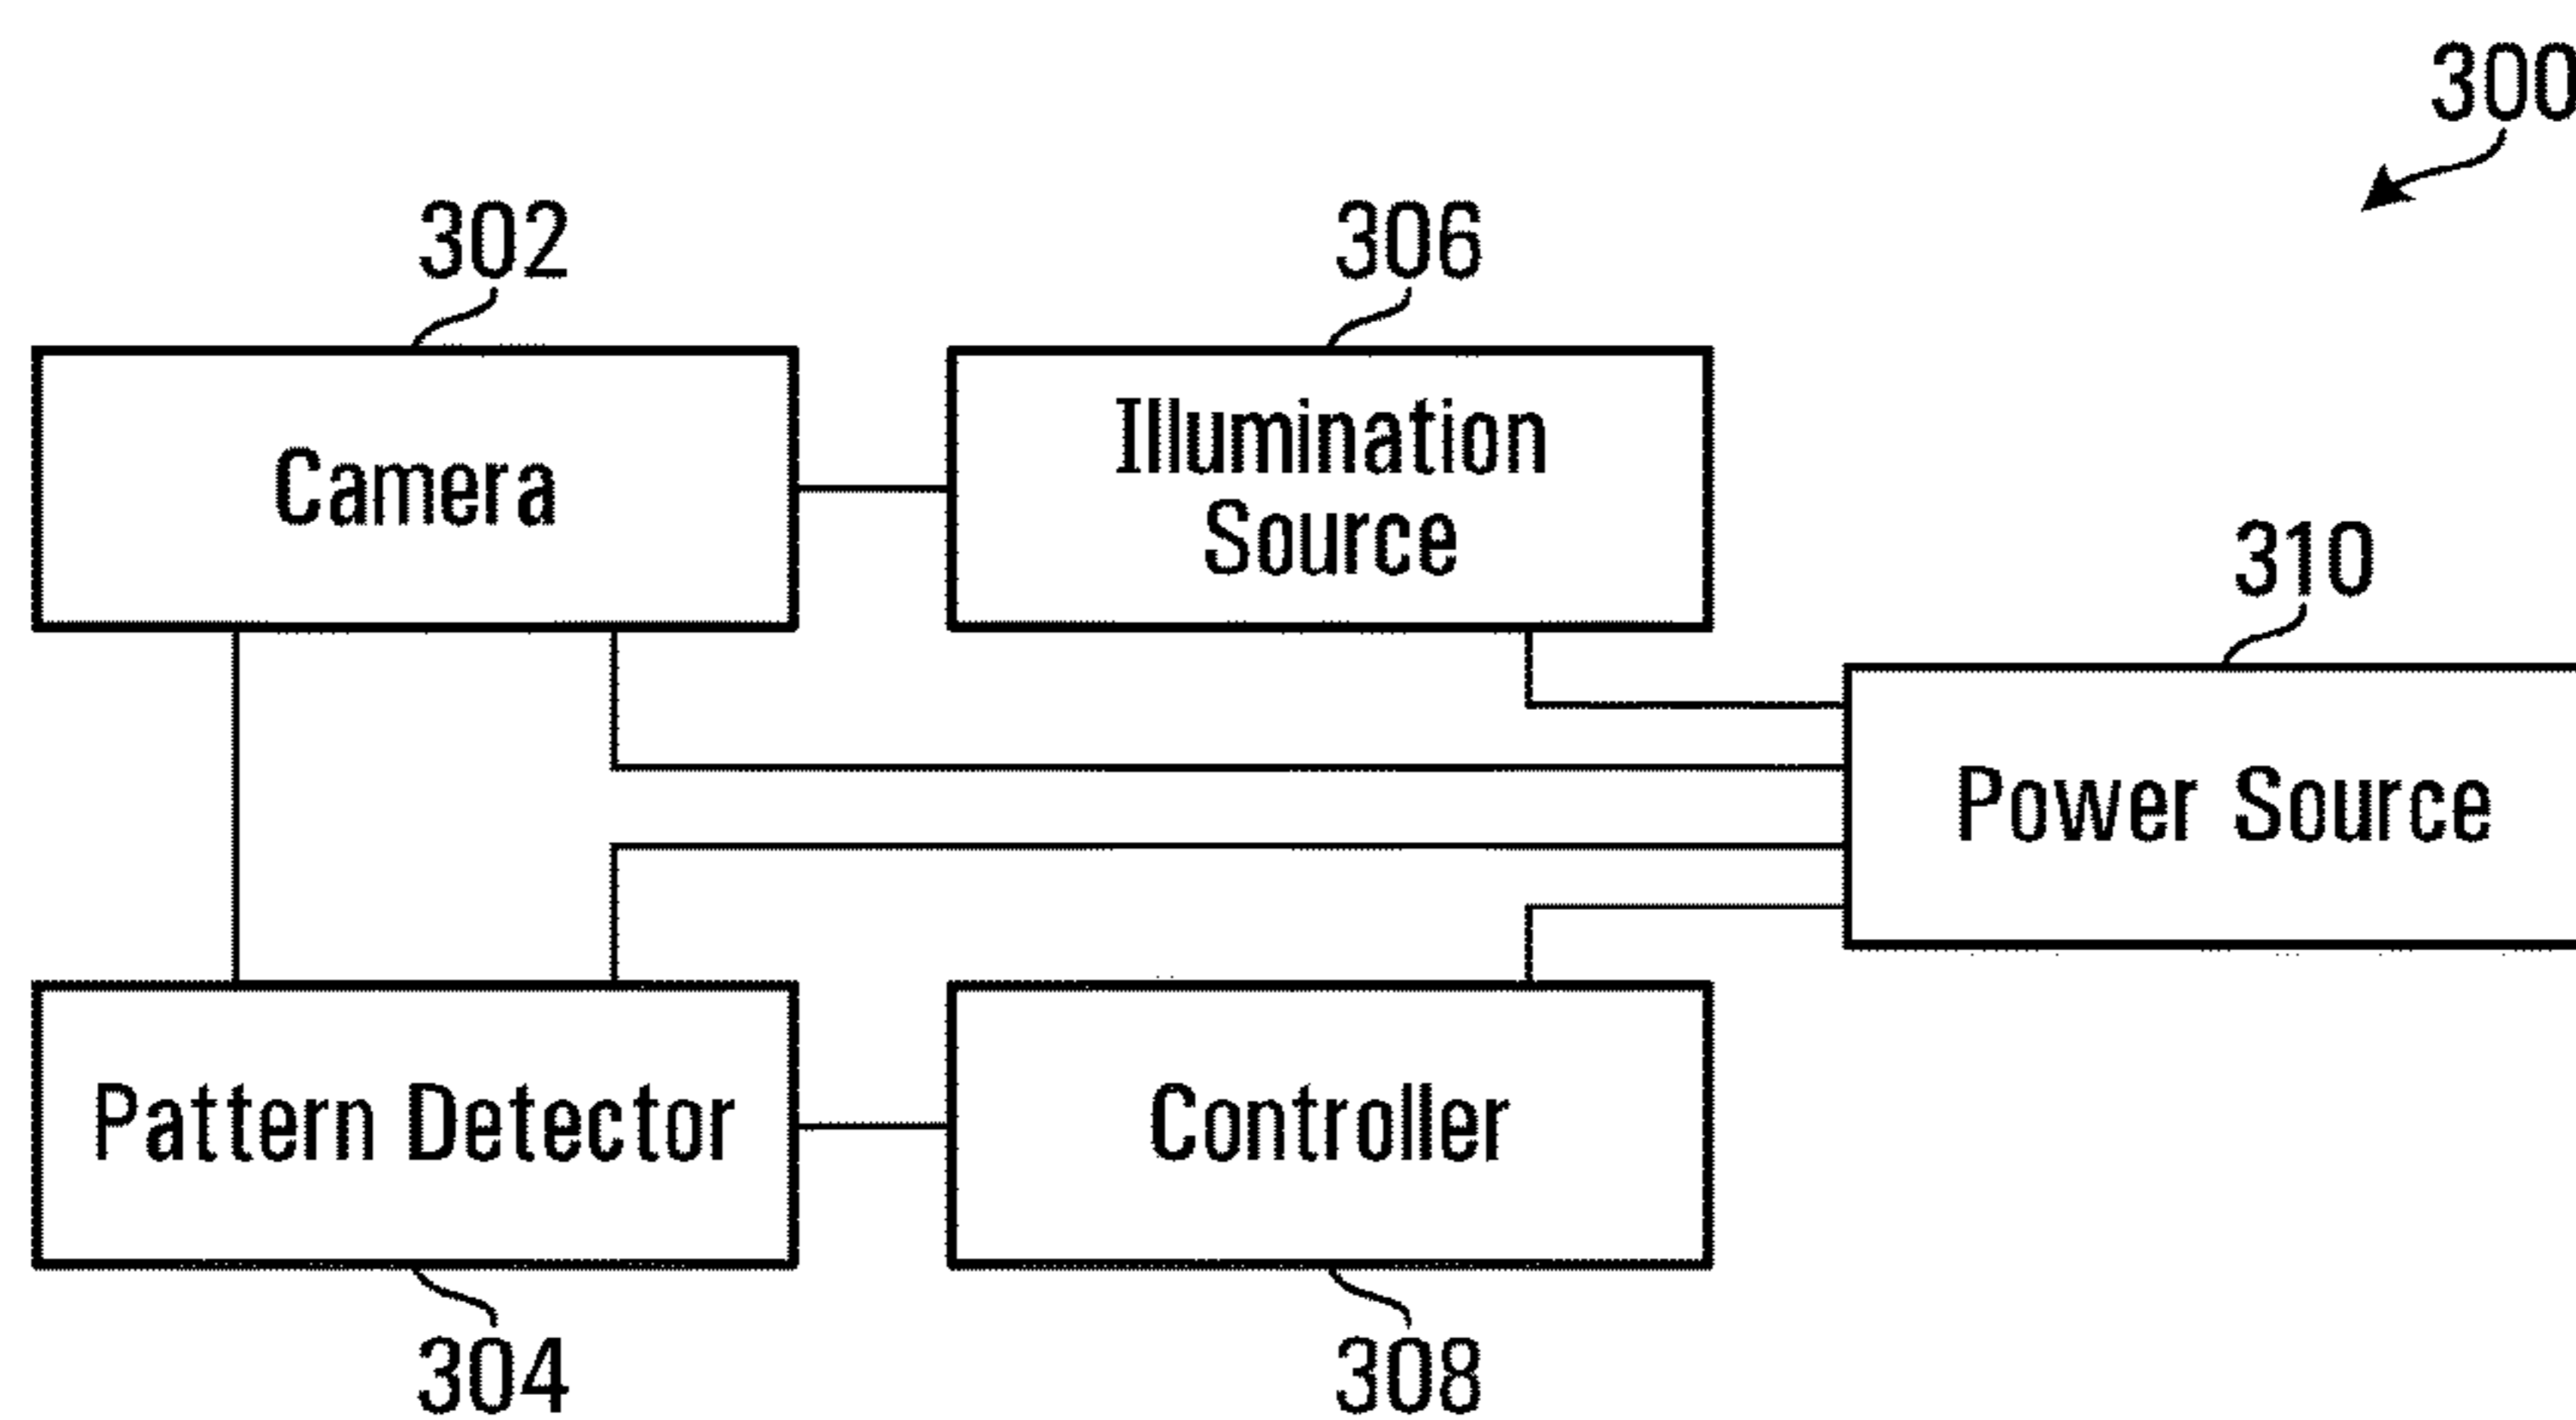 300
302
306
Camera
Illumination
Source
310
Power Source
Pattern Detector
Controller
304
308